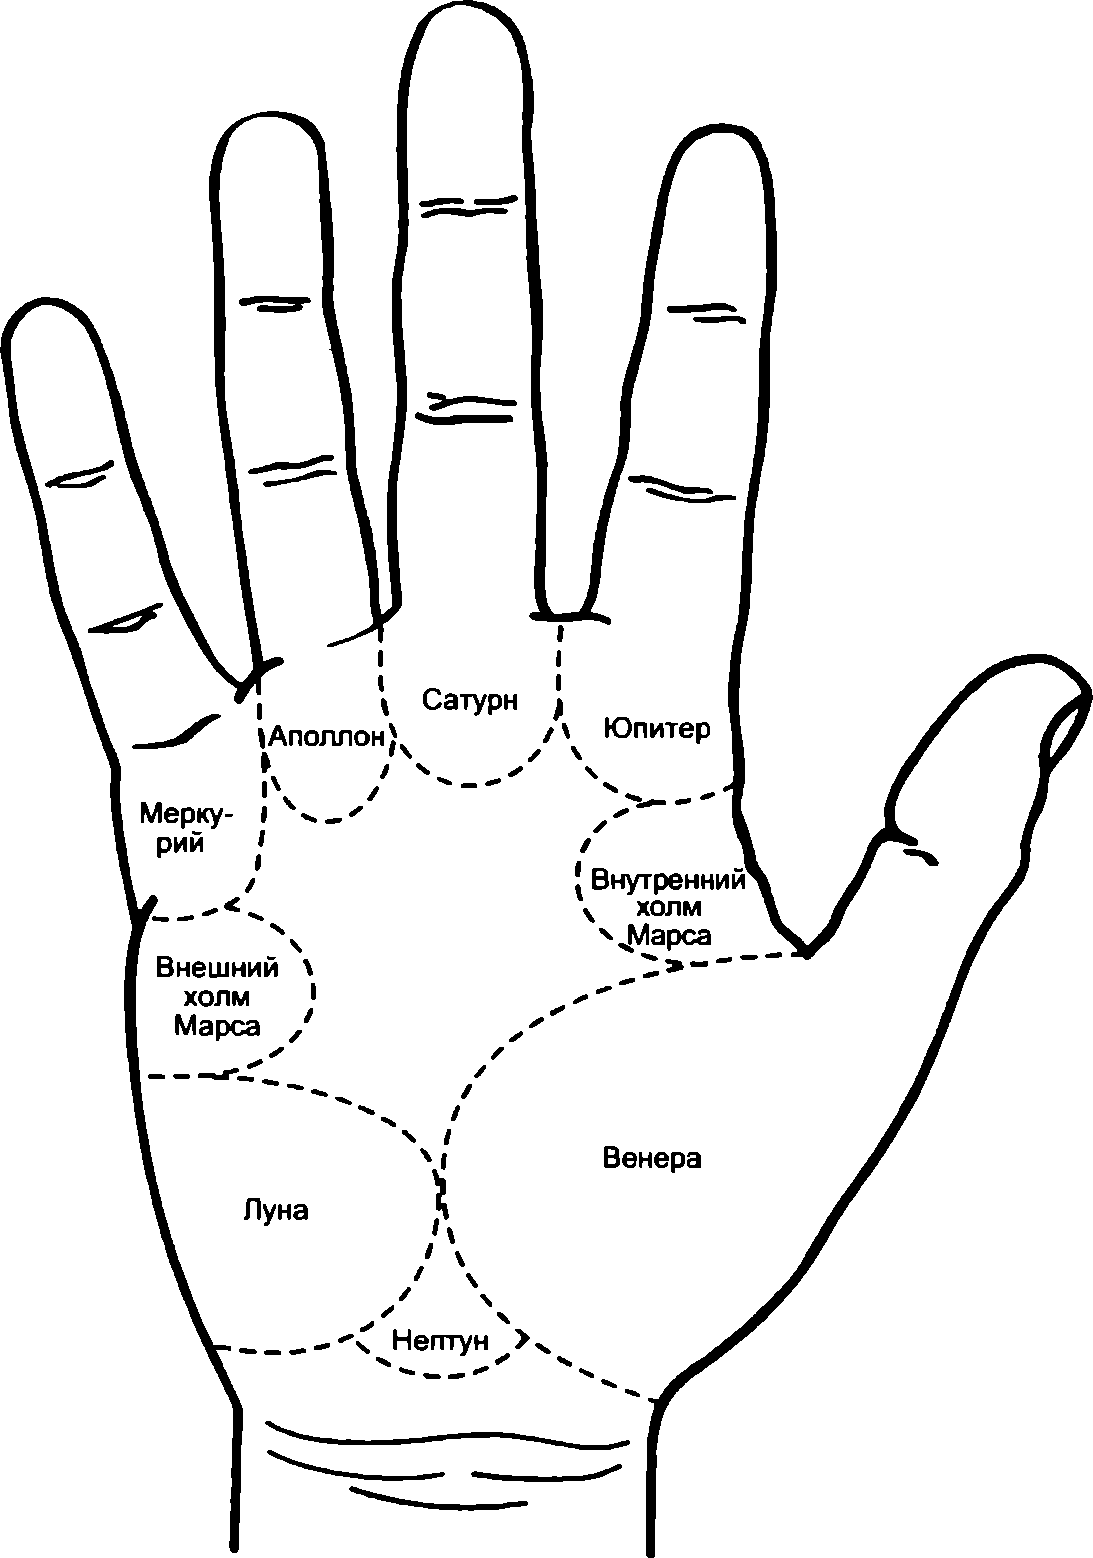 Сатурн
Аполлон
Юпитер
Мерку-
рий
Внутренний
холм
Марса
Внешний
холм
Марса
Венера
Луна
Нептун